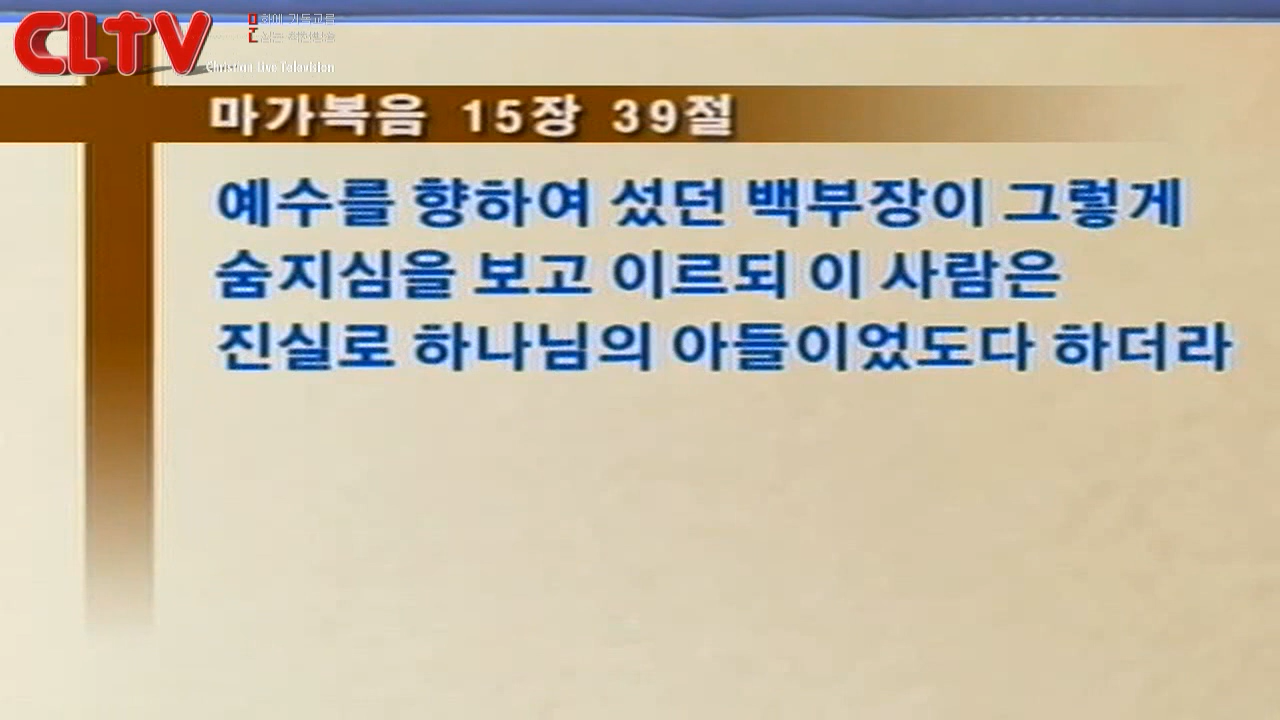 CLTV
Christian Live Television
마가복음 15장 39절
예수를 향하여 섰던 백부장이 그렇게
숨지심을 보고 이르되 이 사람은
진실로 하나님의 아들이었도다 하더라